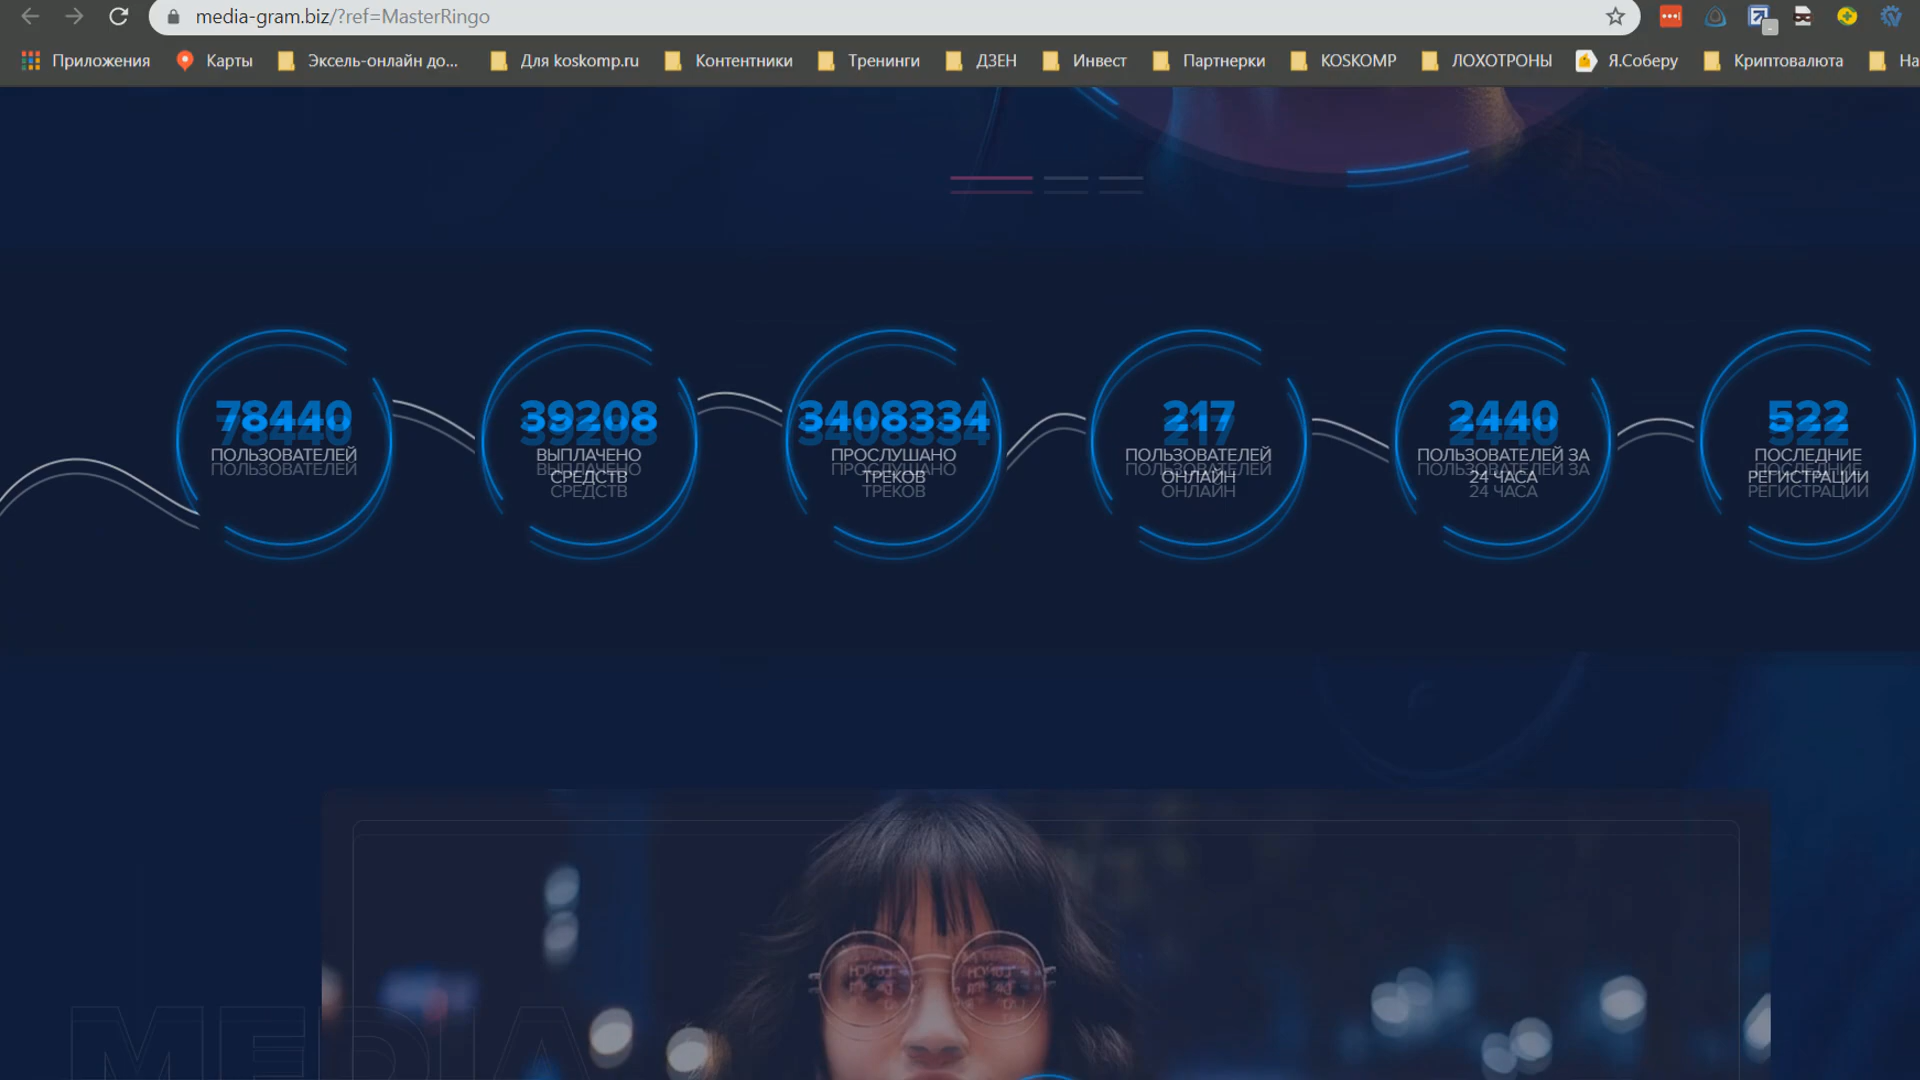 media-gram.biz/?ref=MasterRingo
Приложения Карты Эксель-онлайн до... Для koskomp.ru Контентники Тренинги ДЗЕН Инвест Партнерки KOSKOMP ЛОХОТРОНЫ Я.Соберу Криптовалюта На
78440
ПОЛЬЗОВАТЕЛЕЙ
39208
ВЫПЛАЧЕНО
СРЕДСТВ
3408334
ПРОСЛУШАНО
ТРЕКОВ
217
ПОЛЬЗОВАТЕЛЕЙ
ОНЛАЙН
2440
ПОЛЬЗОВАТЕЛЕЙ ЗА
24 ЧАСА
522
ПОСЛЕДНИЕ
РЕГИСТРАЦИИ
MEDIA